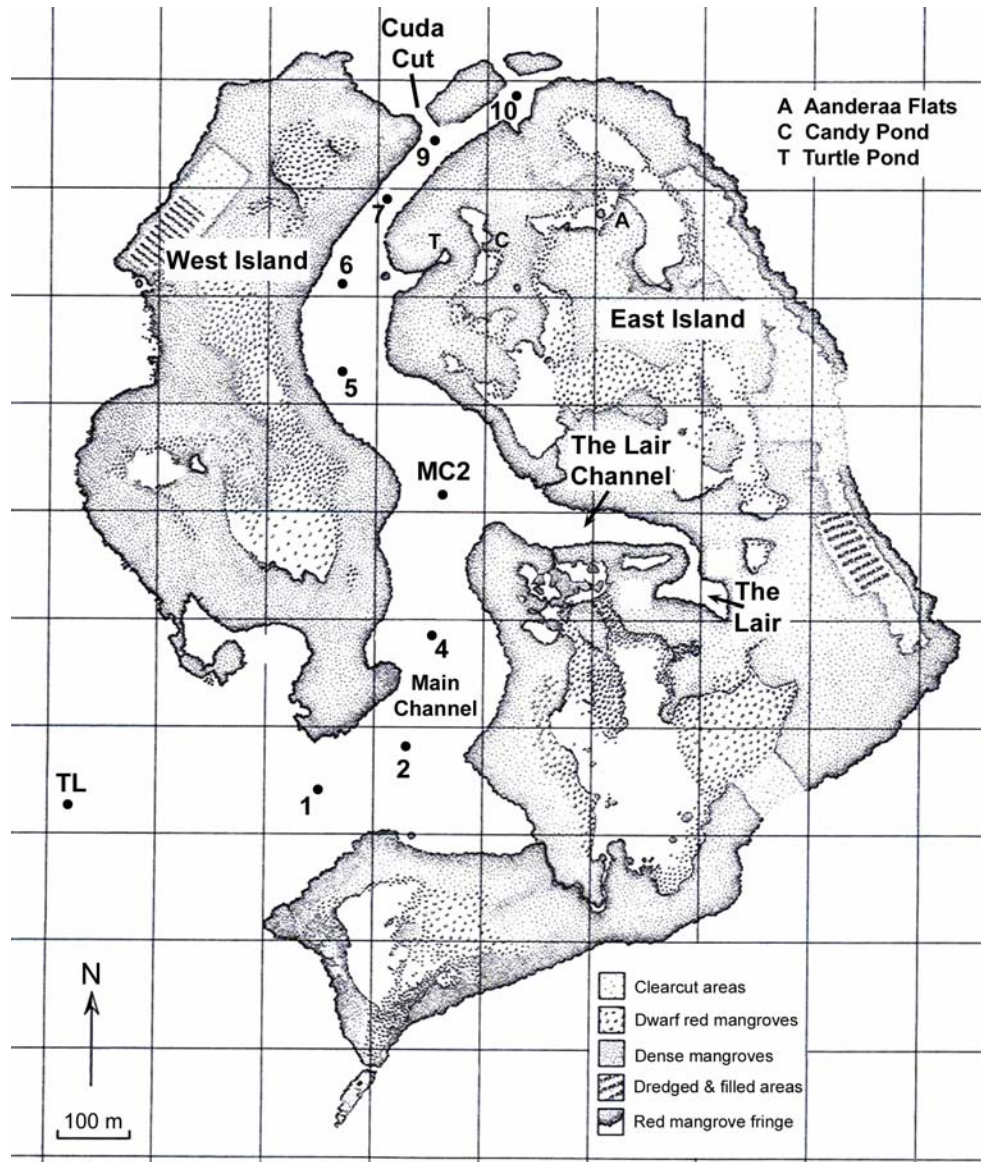 Cuda
Cut
10
A Aanderaa Flats
C Candy Pond
T Turtle Pond
9
7
A
T
C
West Island
6
East Island
5
The Lair
Channel
MC2
The
Lair
4
Main
Channel
2
TL
1
N
100 m
Clearcut areas
Dwarf red mangroves
Dense mangroves
Dredged & filled areas
Red mangrove fringe